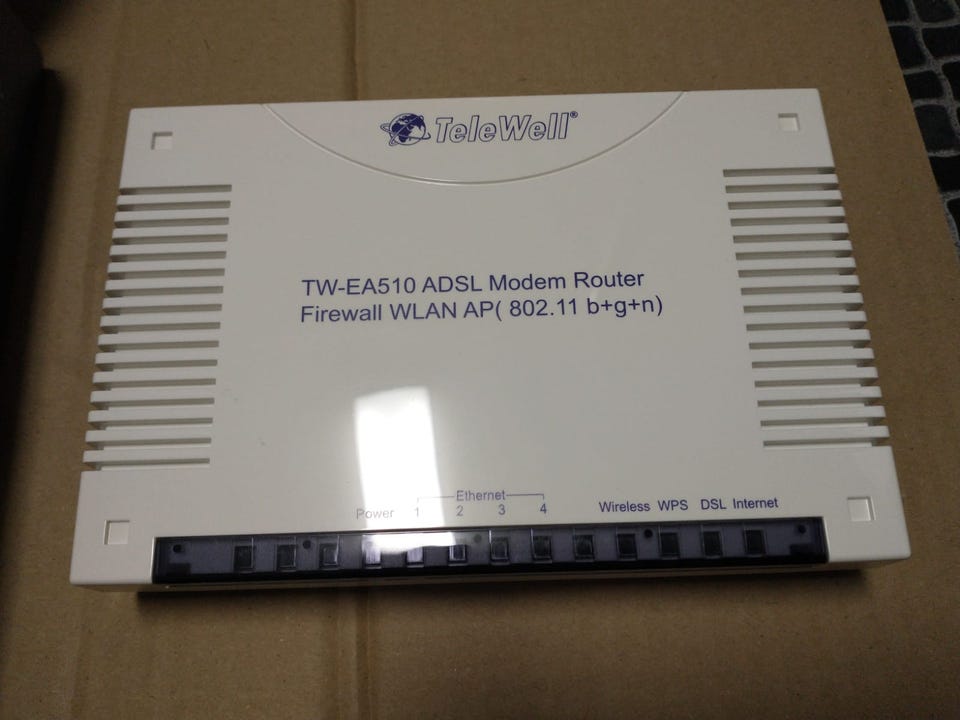 TeleWell®
TW-EA510 ADSL Modem Router
Firewall WLAN AP( 802.11 b+g+n)
Ethernet
Power 1 2 3 4 Wireless WPS DSL Internet